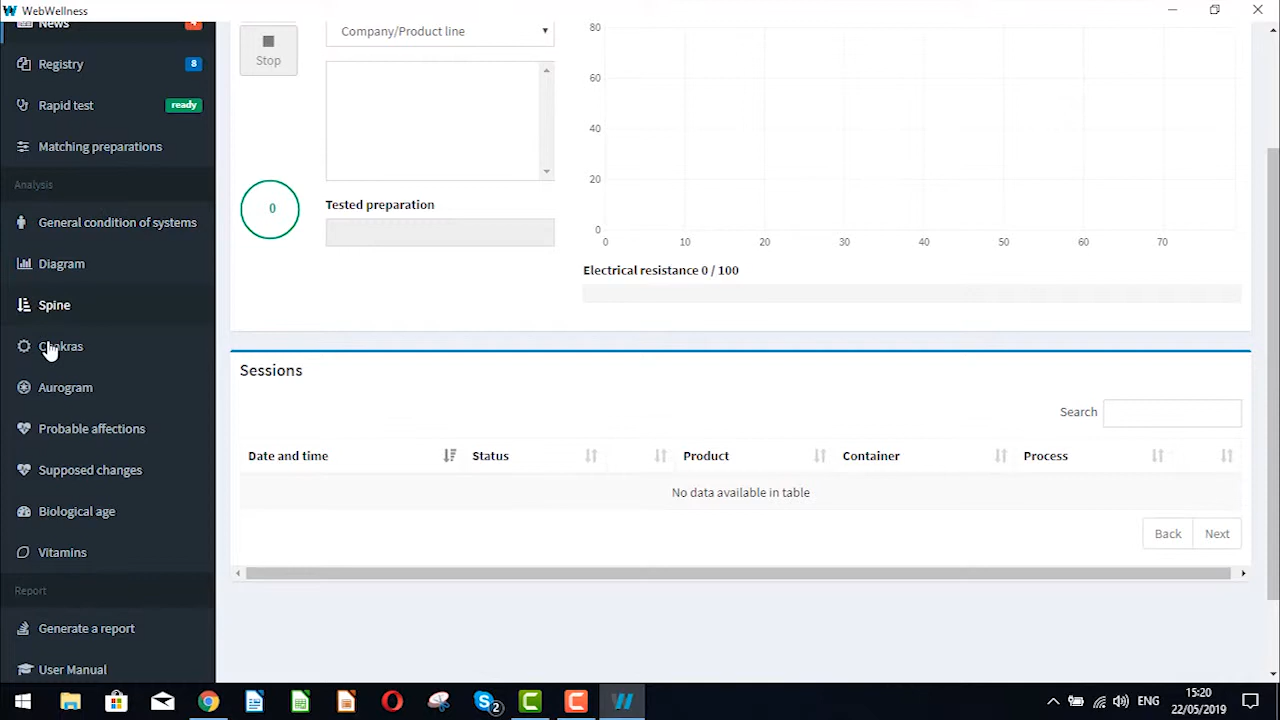 WebWellness
News
4
Registry
8
Rapid test
ready
Matching preparations
Analysis
General condition of systems
Diagram
Spine
Chakras
Aurogram
Probable affections
Supposed changes
Biological age
Vitamins
Report
Generate a report
User Manual
Stop
Company/Product line
0
Tested preparation
80
60
40
20
0
0 10 20 30 40 50 60 70
Electrical resistance 0 / 100
Sessions
Search
Date and time Status Product Container Process
No data available in table
Back Next
2
ENG
15:20
22/05/2019